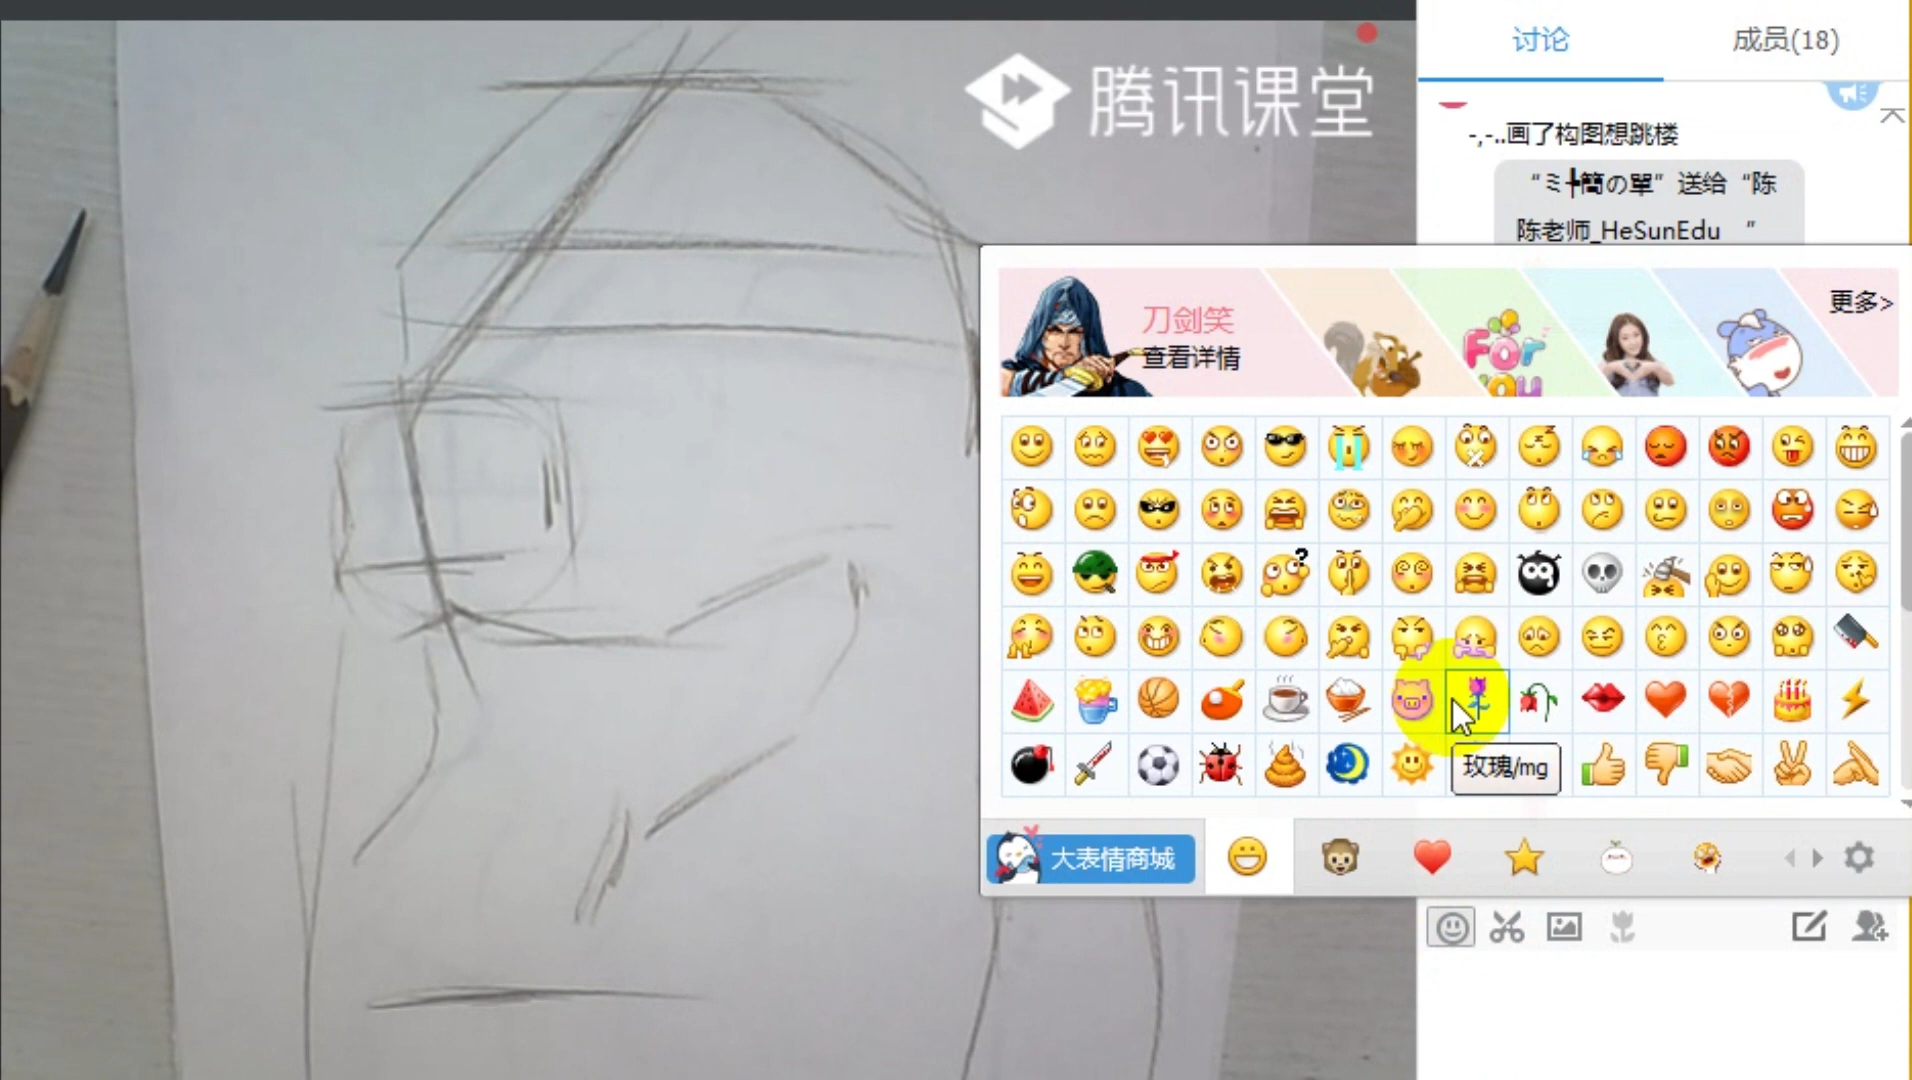 腾讯课堂
讨论
成员(18)
-,-..画了构图想跳楼
“ミ╄簡の單”送给“陈
陈老师_HeSunEdu ”
刀剑笑
查看详情
For
you
更多>
玫瑰/mg
大表情商城